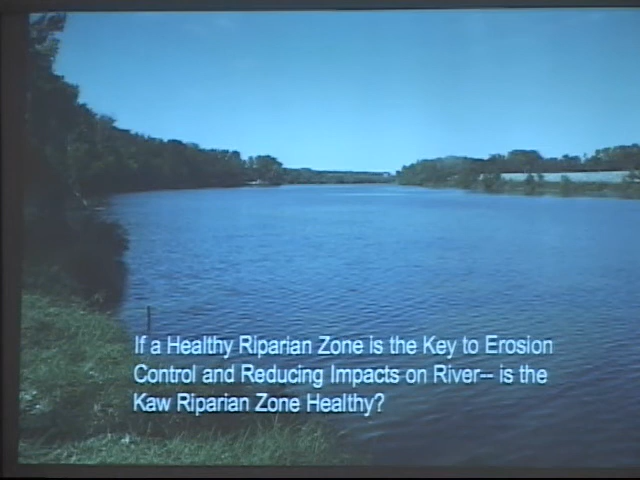 If a Healthy Riparian Zone is the Key to Erosion
Control and Reducing Impacts on River-- is the
Kaw Riparian Zone Healthy?